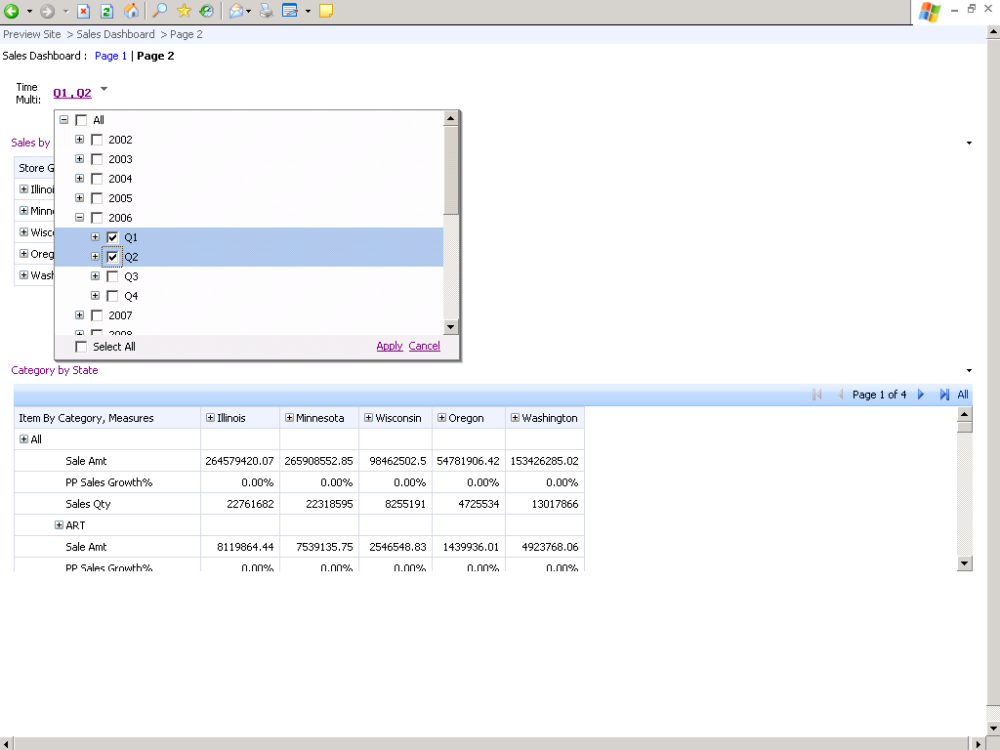 Preview Site > Sales Dashboard > Page 2
Sales Dashboard : Page 1 | Page 2
Time Multi: Q1 , Q2
All
2002
2003
2004
2005
2006
Q1
Q2
Q3
Q4
2007
2008
Select All Apply Cancel
Sales by
Store G
Illinoi
Minne
Wisco
Oreg
Wash
Category by State
Page 1 of 4 All
Item By Category, Measures Illinois Minnesota Wisconsin Oregon Washington
All
Sale Amt 264579420.07 265908552.85 98462502.5 54781906.42 153426285.02
PP Sales Growth% 0.00% 0.00% 0.00% 0.00% 0.00%
Sales Qty 22761682 22318595 8255191 4725534 13017866
ART
Sale Amt 8119864.44 7539135.75 2546548.83 1439936.01 4923768.06
PP Sales Growth% 0.00% 0.00% 0.00% 0.00% 0.00%